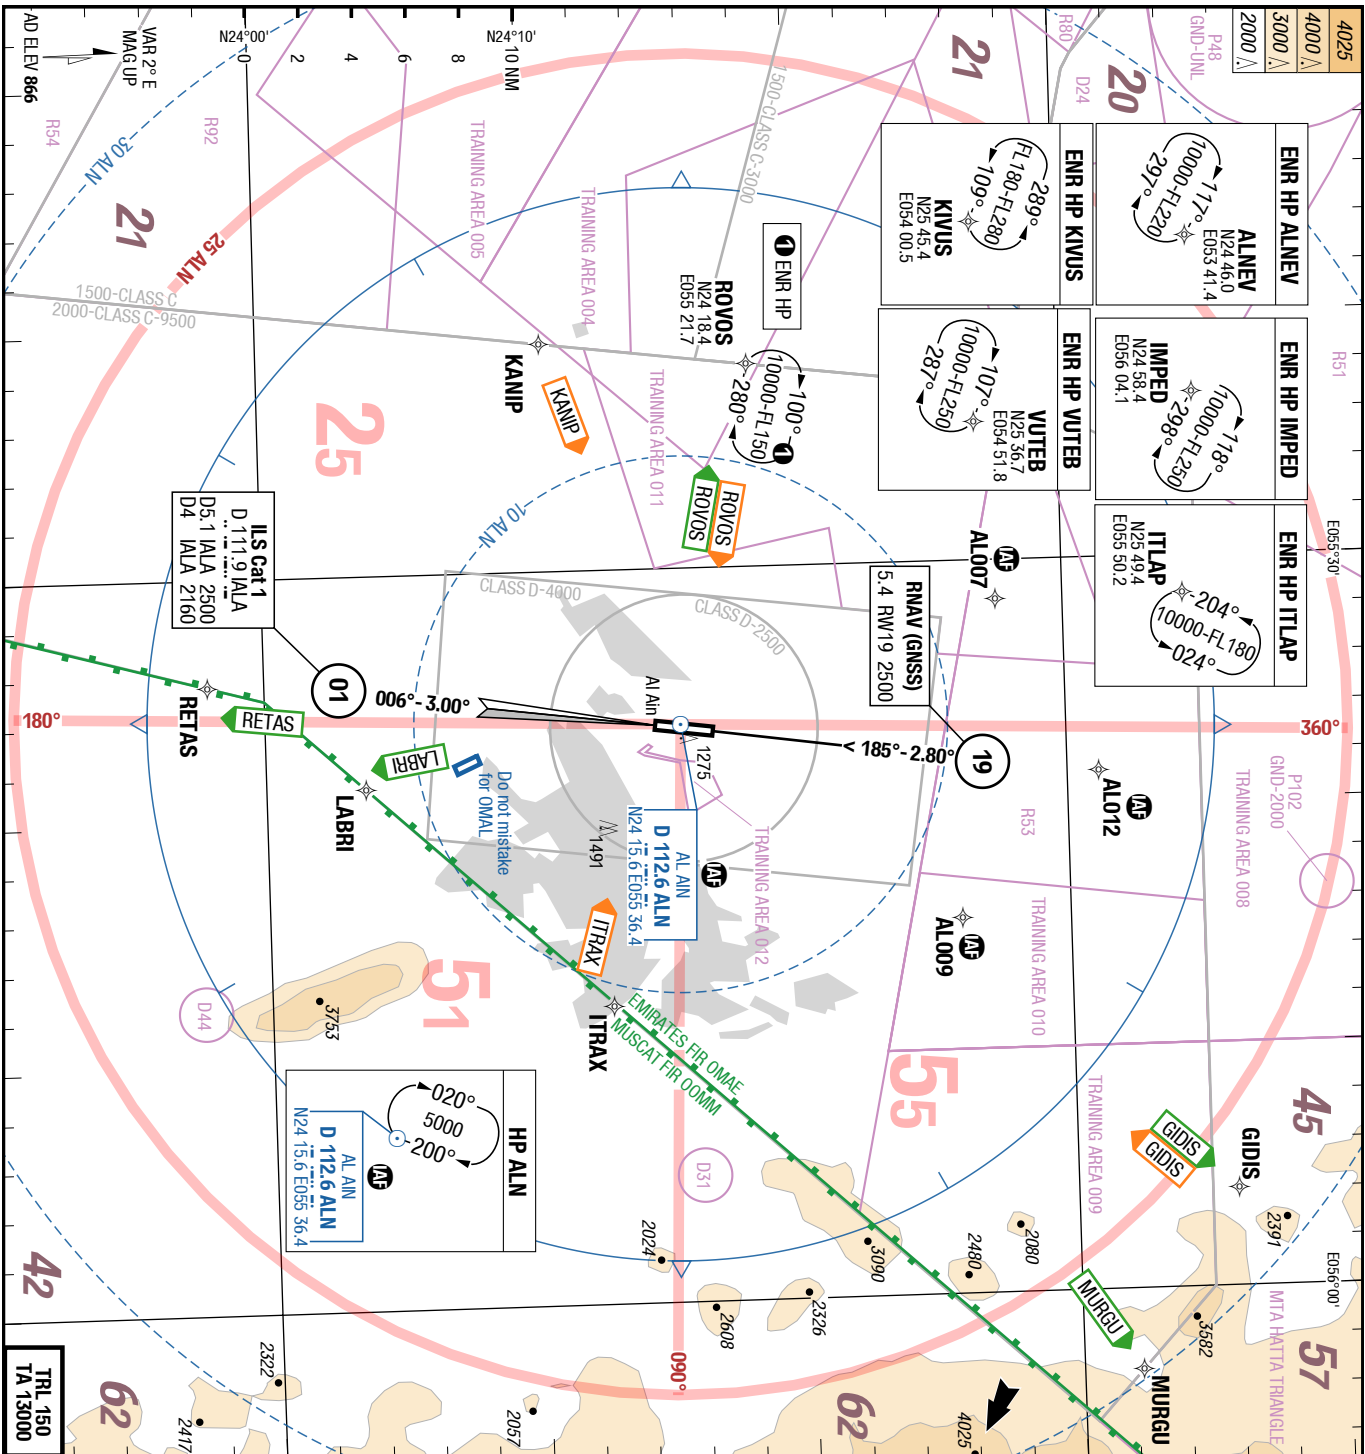 4025
4000
3000
2000
P48
GND-UNL
R80
D24
20
21
ENR HP ALNEV
117°
10000-FL220
297°
ALNEV
N24 46.0
E053 41.4
ENR HP KIVUS
289°
FL180-FL280
109°
KIVUS
N25 45.4
E054 00.5
ENR HP IMPED
118°
10000-FL250
298°
IMPED
N24 58.4
E056 04.1
ENR HP VUTEB
107°
10000-FL250
287°
VUTEB
N25 36.7
E054 51.8
ENR HP ITLAP
204°
10000-FL180
024°
ITLAP
N25 49.4
E055 50.2
R51
E055°30'
360°
P102
GND-2000
TRAINING AREA 008
45
GIDIS
GIDIS
GIDIS
2391
E056°00'
MTA HATTA TRIANGLE
57
3582
MURGU
MURGU
IAF
AL012
R53
TRAINING AREA 010
TRAINING AREA 009
2080
2480
IAF
AL007
IAF
AL009
55
3090
4025
62
19
< 185° - 2.80°
RNAV (GNSS)
5.4 RW19 2500
1500-CLASS C-3000
1 ENR HP
100°
10000-FL150
280°
1
ROVOS
N24 18.4
E055 21.7
ROVOS
ROVOS
CLASS D-2500
TRAINING AREA 012
IAF
AL AIN
D 112.6 ALN
N24 15.6 E055 36.4
1275
Al Ain
1491
D31
2326
2608
2024
090°
TRAINING AREA 011
TRAINING AREA 004
TRAINING AREA 005
KANIP
KANIP
10 ALN
CLASS D-4000
ITRAX
ITRAX
EMIRATES FIR OMAE
MUSCAT FIR OOMM
N24°10'
10 NM
8
6
4
2
0
N24°00'
006° - 3.00°
01
Do not mistake
for OMAL
LABRI
LABRI
51
HP ALN
020°
5000
200°
IAF
AL AIN
D 112.6 ALN
N24 15.6 E055 36.4
2057
25
3753
D44
ILS Cat 1
D 111.9 IALA
D5.1 IALA 2500
D4 IALA 2160
RETAS
RETAS
1500-CLASS C
2000-CLASS C-9500
25 ALN
30 ALN
21
R92
R54
VAR 2° E
MAG UP
AD ELEV 866
180°
42
62
2322
2417
TRL 150
TA 13000